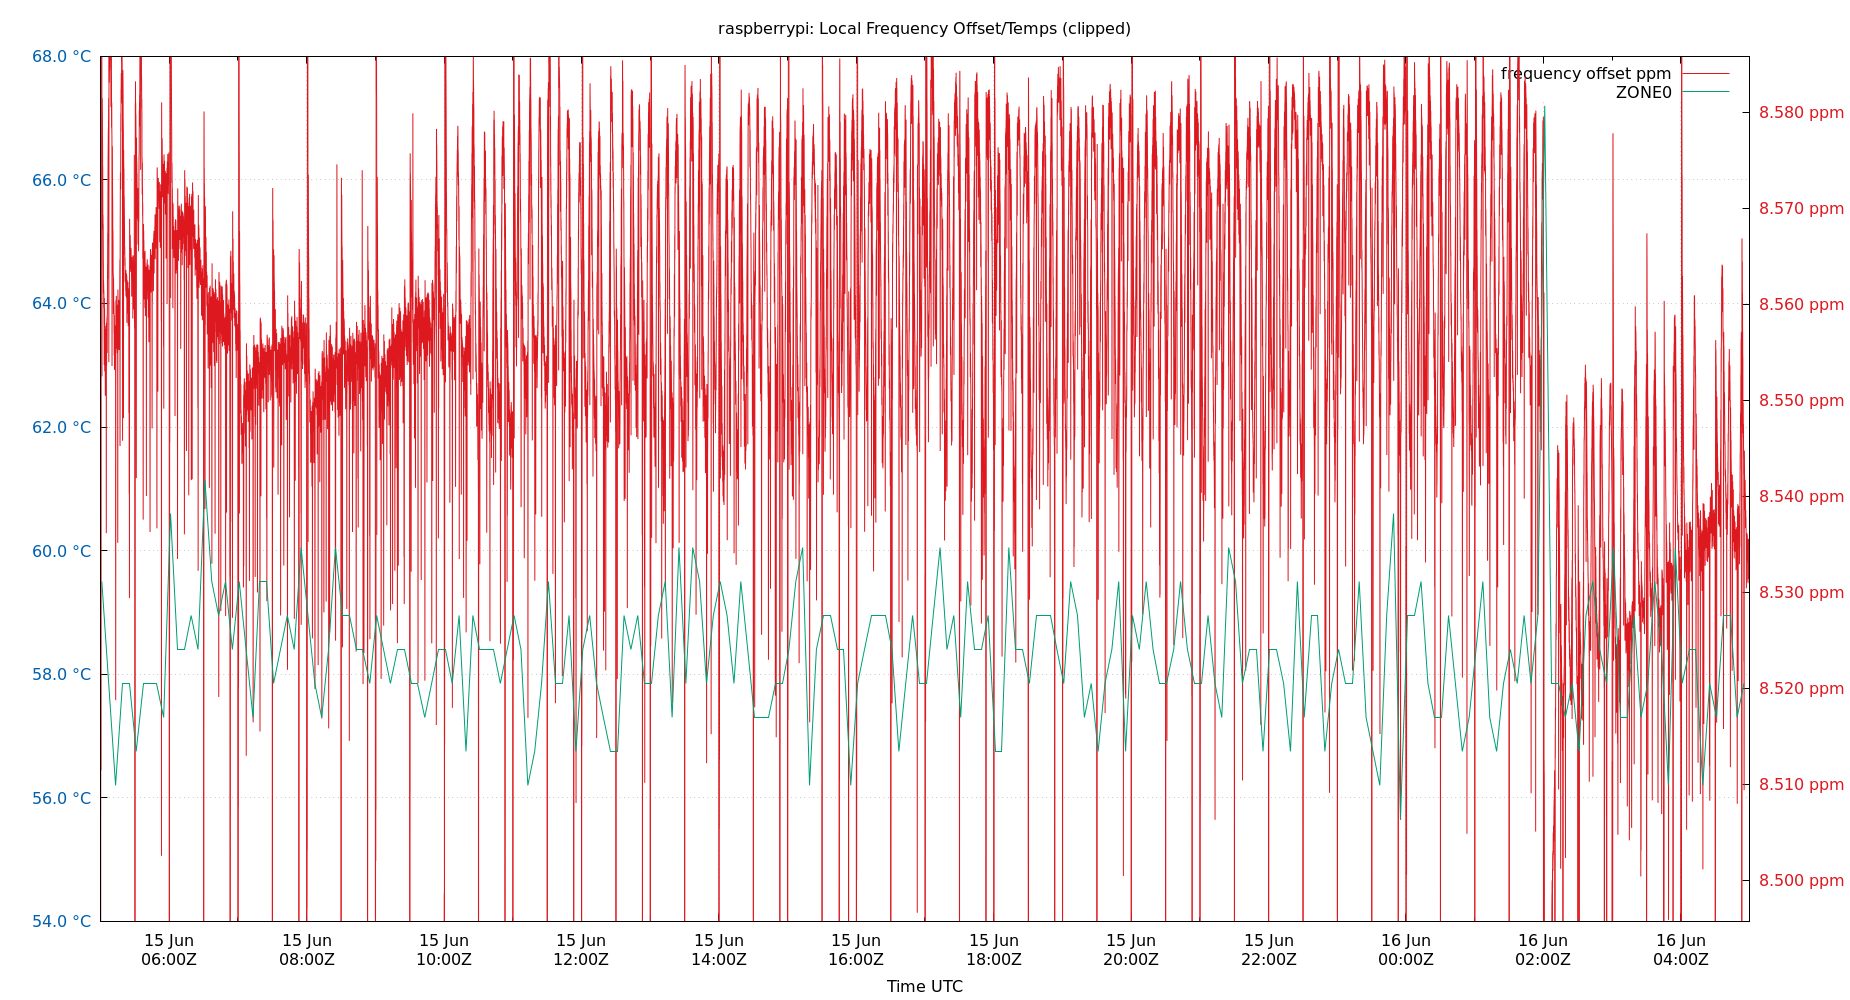 raspberrypi: Local Frequency Offset/Temps (clipped)
68.0 °C
66.0 °C
64.0 °C
62.0 °C
60.0 °C
58.0 °C
56.0 °C
54.0 °C
frequency offset ppm
ZONE0
8.580 ppm
8.570 ppm
8.560 ppm
8.550 ppm
8.540 ppm
8.530 ppm
8.520 ppm
8.510 ppm
8.500 ppm
15 Jun 15 Jun 15 Jun 15 Jun 15 Jun 15 Jun 15 Jun 15 Jun 15 Jun 16 Jun 16 Jun 16 Jun
06:00Z 08:00Z 10:00Z 12:00Z 14:00Z 16:00Z 18:00Z 20:00Z 22:00Z 00:00Z 02:00Z 04:00Z
Time UTC